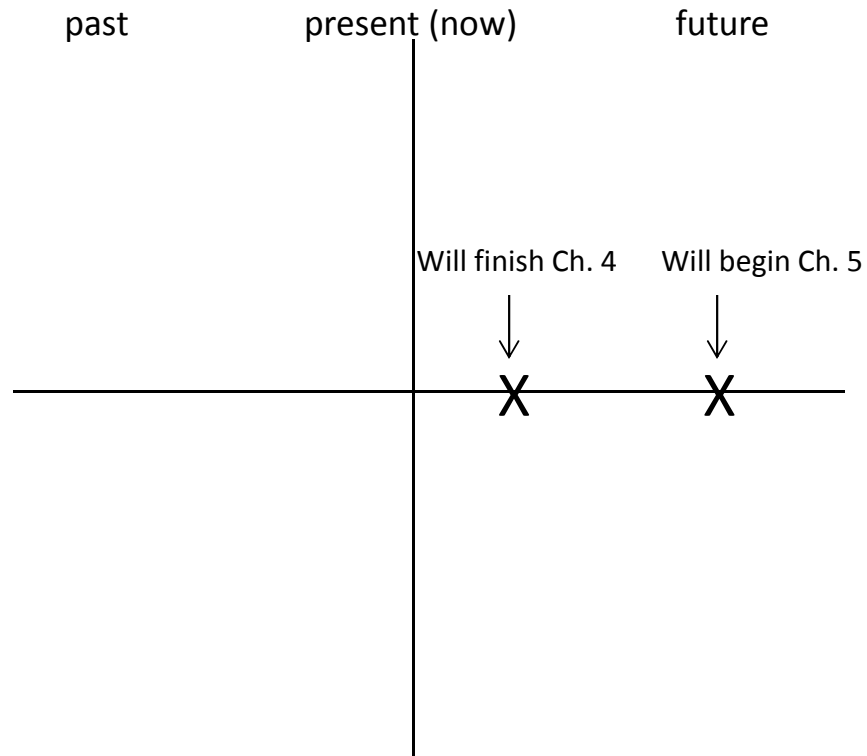 past present (now) future
Will finish Ch. 4 Will begin Ch. 5
X X